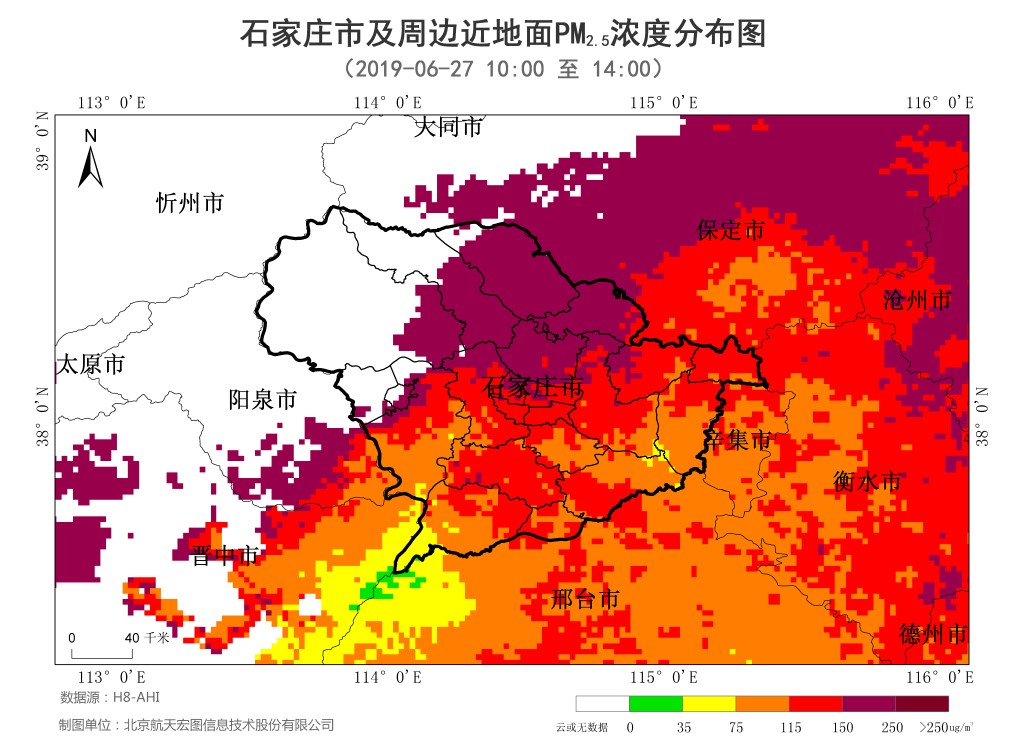 石家庄市及周边近地面PM2.5浓度分布图
(2019-06-27 10:00 至 14:00)
113° 0'E 114° 0'E 115° 0'E 116° 0'E
39° 0'N
N
大同市
忻州市
保定市
沧州市
太原市
阳泉市
石家庄市
38° 0'N
38° 0'N
辛集市
衡水市
晋中市
邢台市
德州市
0 40 千米
113° 0'E 114° 0'E 115° 0'E 116° 0'E
数据源：H8-AHI
制图单位：北京航天宏图信息技术股份有限公司
云或无数据 0 35 75 115 150 250 >250ug/m³